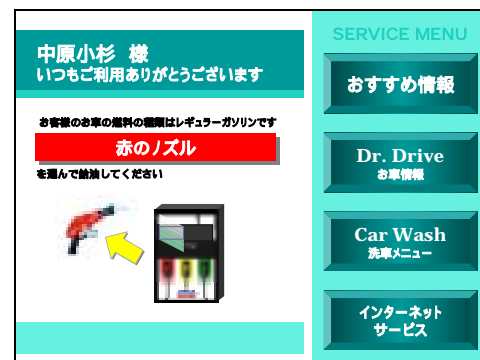 中原小杉 様
いつもご利用ありがとうございます
お客様のお車の燃料の種類はレギュラーガソリンです
赤のノズル
を選んで給油してください
SERVICE MENU
おすすめ情報
Dr. Drive
お車情報
Car Wash
洗車メニュー
インターネット
サービス